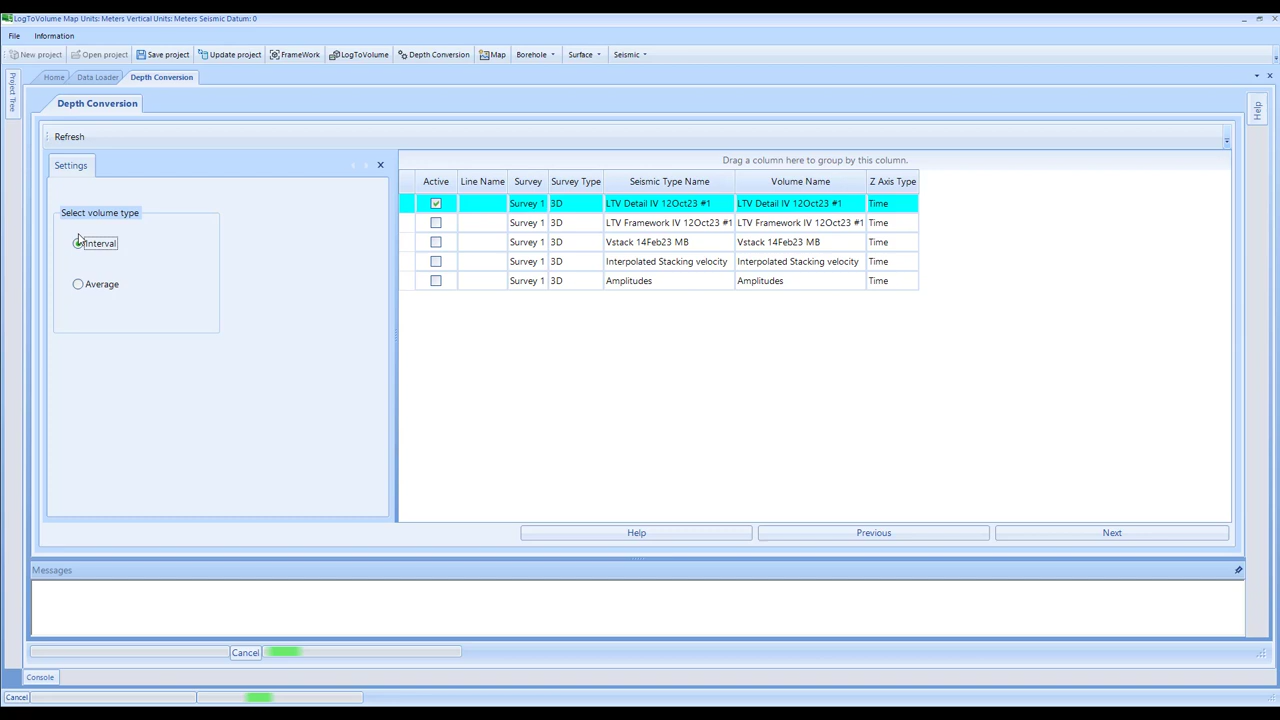 LogToVolume Map Units: Meters Vertical Units: Meters Seismic Datum: 0
File Information
New project Open project Save project Update project FrameWork LogToVolume Depth Conversion Map Borehole Surface Seismic
Project Tree
Home Data Loader Depth Conversion
Help
Depth Conversion
Refresh
Settings
Select volume type
Interval
Average
Drag a column here to group by this column.
Active Line Name Survey Survey Type Seismic Type Name Volume Name Z Axis Type
Survey 1 3D LTV Detail IV 12Oct23 #1 LTV Detail IV 12Oct23 #1 Time
Survey 1 3D LTV Framework IV 12Oct23 #1 LTV Framework IV 12Oct23 #1 Time
Survey 1 3D Vstack 14Feb23 MB Vstack 14Feb23 MB Time
Survey 1 3D Interpolated Stacking velocity Interpolated Stacking velocity Time
Survey 1 3D Amplitudes Amplitudes Time
Help Previous Next
Messages
Cancel
Console
Cancel